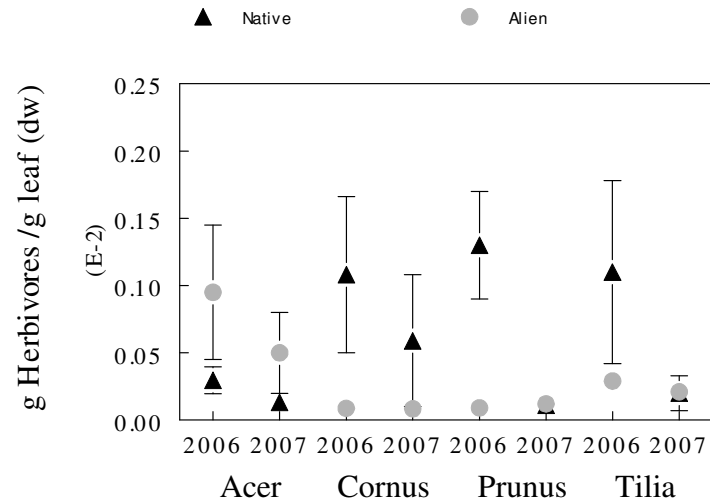 Native Alien
g Herbivores /g leaf (dw)
(E-2)
0.25
0.20
0.15
0.10
0.05
0.00
2006 2007 2006 2007 2006 2007 2006 2007
Acer Cornus Prunus Tilia